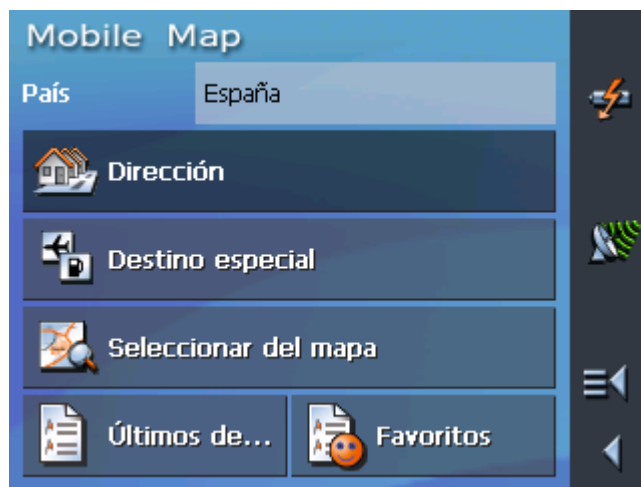 Mobile Map
País España
Dirección
Destino especial
Seleccionar del mapa
Últimos de... Favoritos